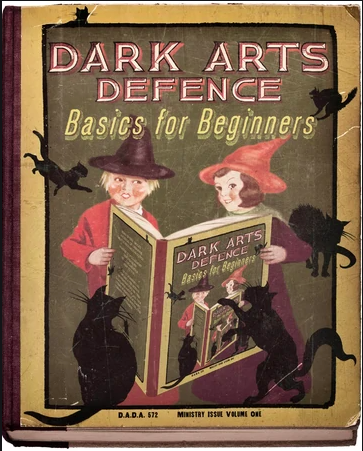 DARK ARTS
DEFENCE
Basics for Beginners
DARK ARTS
DEFENCE
Basics for Beginners
D.A.D.A. 572 MINISTRY ISSUE VOLUME ONE